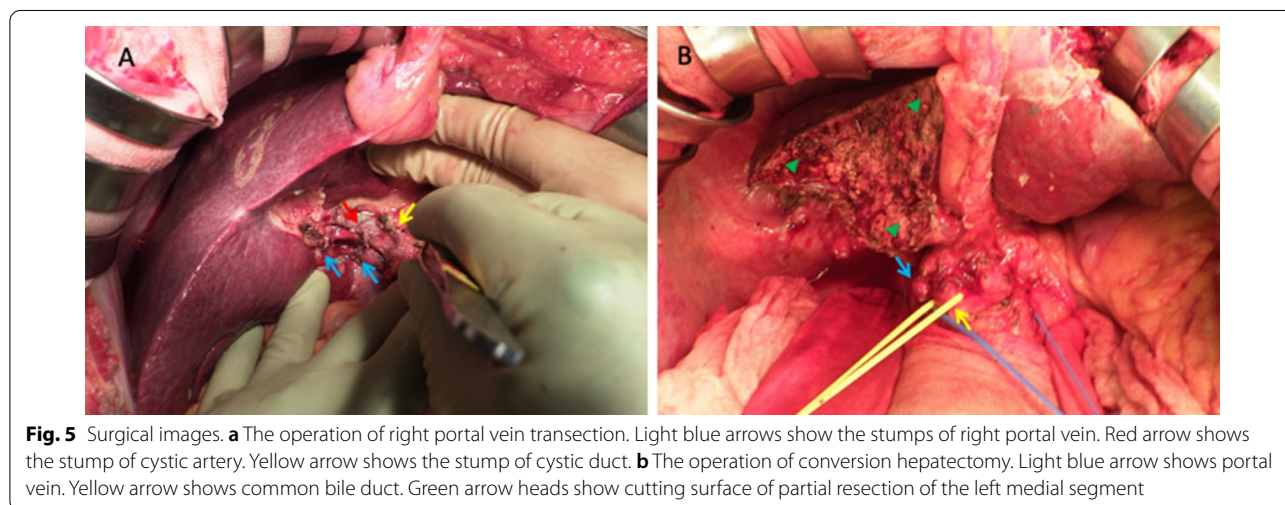 A
B
Fig. 5 Surgical images. a The operation of right portal vein transection. Light blue arrows show the stumps of right portal vein. Red arrow shows
the stump of cystic artery. Yellow arrow shows the stump of cystic duct. b The operation of conversion hepatectomy. Light blue arrow shows portal
vein. Yellow arrow shows common bile duct. Green arrow heads show cutting surface of partial resection of the left medial segment